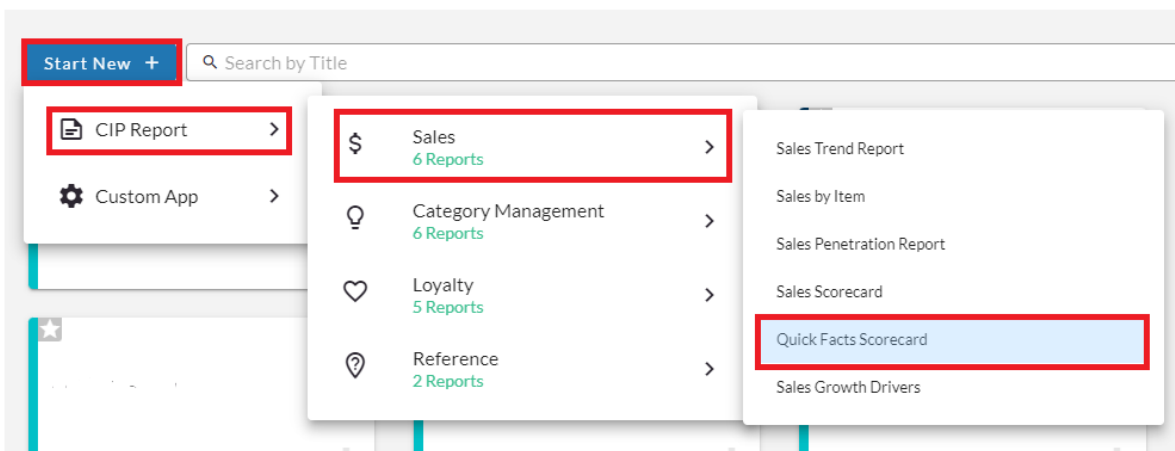 Start New +
Search by Title
CIP Report
Custom App
Sales
6 Reports
Category Management
6 Reports
Loyalty
5 Reports
Reference
2 Reports
Sales Trend Report
Sales by Item
Sales Penetration Report
Sales Scorecard
Quick Facts Scorecard
Sales Growth Drivers